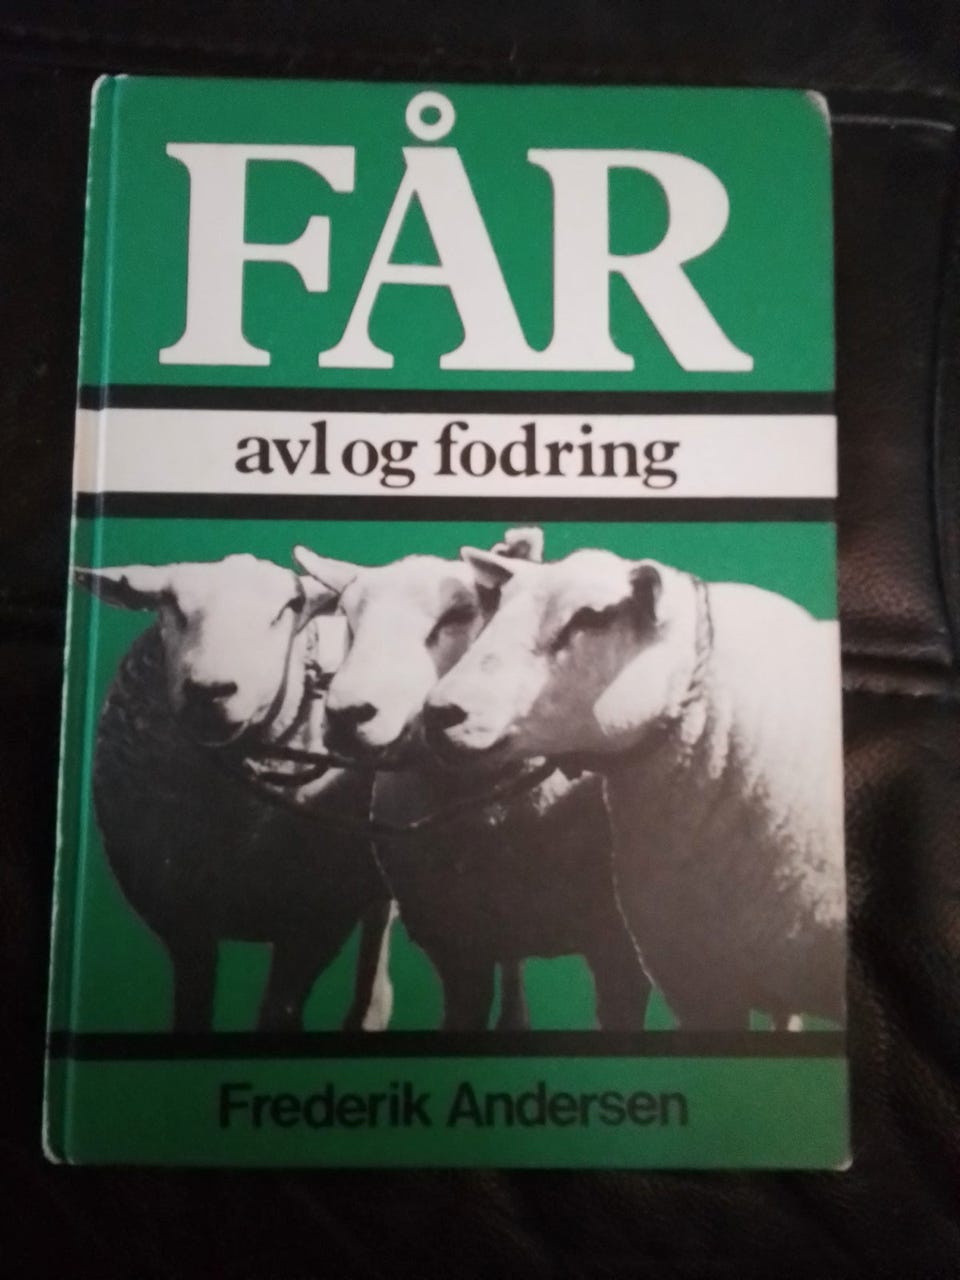 FÅR
avl og fodring
Frederik Andersen